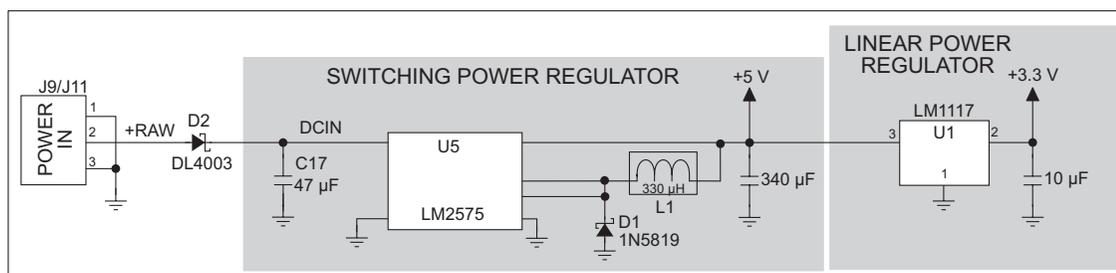 LINEAR POWER
REGULATOR
SWITCHING POWER REGULATOR
+5 V
+3.3 V
J9/J11
POWER
IN
1
2
3
+RAW
D2
DL4003
DCIN
C17
47 µF
U5
LM2575
330 µH
L1
D1
1N5819
340 µF
LM1117
3
U1
2
1
10 µF